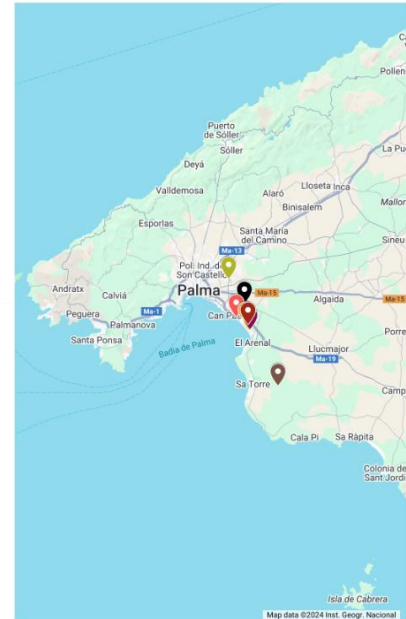 Ca
Pollen
Puerto
de Sóller
Sóller
Deyá
La Pu
Lloseta
Inca
Alaró
Valldemosa
Binisalem
Mallor
Esporlas
Santa María
del Camino
Sineu
Ma-13
Pol: Ind. de
Son Castelló
Andratx
Calviá
Palma
Ma-15
Algaida
Ma-15
Peguera
Ma-1
Palmanova
Can Pas
Porre
Santa Ponsa
El Arenal
Llucmajor
Badia de Palma
Ma-19
Sa Torre
Camp
Cala Pi
Sa Ràpita
Colonia de
Sant Jordi
Isla de Cabrera
Map data ©2024 Inst. Geogr. Nacional